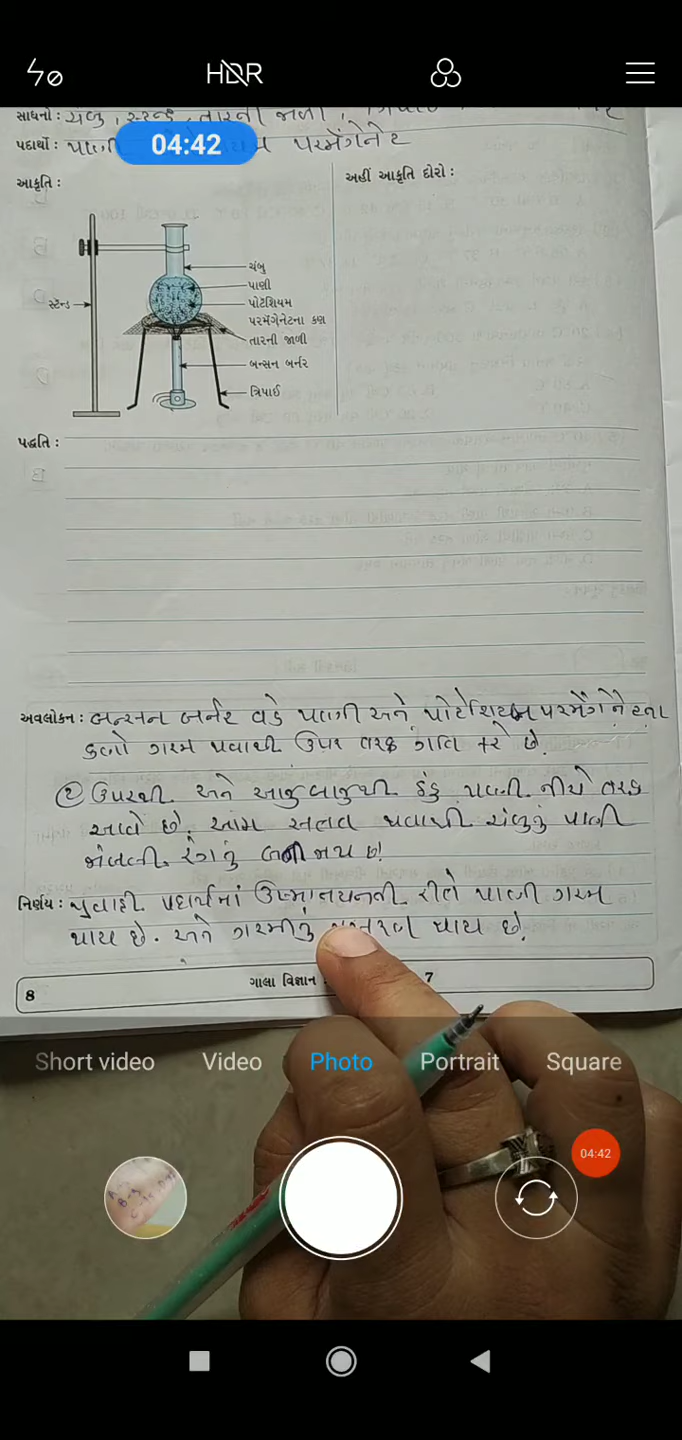 HDR
સાધનો : ચંબુ, સ્ટેન્ડ, તારની જાળી,
04:42
પદાર્થો : પાણી પરમેંગેનેટ
આકૃતિ :
અહીં આકૃતિ દોરો :
ચંબુ
પાણી
સ્ટેન્ડ
પોટેશિયમ
પરમેંગેનેટના કણ
તારની જાળી
બન્સન બર્નર
ત્રિપાઈ
પદ્ધતિ :
અવલોકન : બન્સન બર્નર વડે પાણી અને પોટેશિયમ પરમેંગેનેટના
કણો ગરમ થવાથી ઉપર તરફ ગતિ કરે છે.
② ઉપરથી અને આજુબાજુથી ઠંડુ પાણી નીચે તરફ
આવે છે. આમ સતત થવાથી ચંબુનું પાણી
જાંબલી રંગનું બની જાય છે!
નિર્ણય : પ્રવાહી પદાર્થમાં ઉષ્માનયનની રીતે પાણી ગરમ
થાય છે. અને ગરમીનું થાય છે.
8
ગાલા વિજ્ઞાન
7
Short video Video Photo Portrait Square
04:42